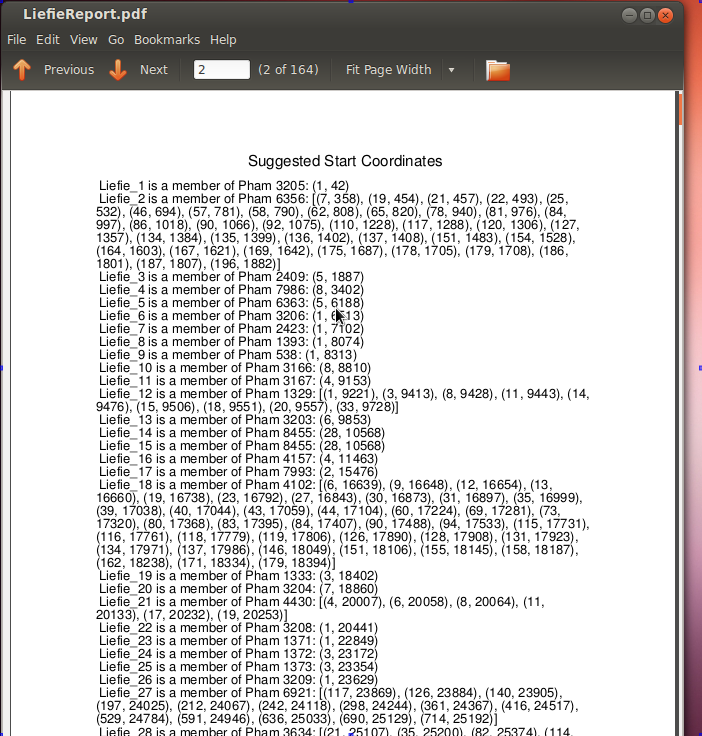 LiefieReport.pdf
File Edit View Go Bookmarks Help
Previous Next 2 (2 of 164) Fit Page Width
Suggested Start Coordinates
Liefie_1 is a member of Pham 3205: (1, 42)
Liefie_2 is a member of Pham 6356: [(7, 358), (19, 454), (21, 457), (22, 493), (25,
532), (46, 694), (57, 781), (58, 790), (62, 808), (65, 820), (78, 940), (81, 976), (84,
997), (86, 1018), (90, 1066), (92, 1075), (110, 1228), (117, 1288), (120, 1306), (127,
1357), (134, 1384), (135, 1399), (136, 1402), (137, 1408), (151, 1483), (154, 1528),
(164, 1603), (167, 1621), (169, 1642), (175, 1687), (178, 1705), (179, 1708), (186,
1801), (187, 1807), (196, 1882)]
Liefie_3 is a member of Pham 2409: (5, 1887)
Liefie_4 is a member of Pham 7986: (8, 3402)
Liefie_5 is a member of Pham 6363: (5, 6188)
Liefie_6 is a member of Pham 3206: (1,
Liefie_7 is a member of Pham 2423: (1, 7102)
Liefie_8 is a member of Pham 1393: (1, 8074)
Liefie_9 is a member of Pham 538: (1, 8313)
Liefie_10 is a member of Pham 3166: (8, 8810)
Liefie_11 is a member of Pham 3167: (4, 9153)
Liefie_12 is a member of Pham 1329: [(1, 9221), (3, 9413), (8, 9428), (11, 9443), (14,
9476), (15, 9506), (18, 9551), (20, 9557), (33, 9728)]
Liefie_13 is a member of Pham 3203: (6, 9853)
Liefie_14 is a member of Pham 8455: (28, 10568)
Liefie_15 is a member of Pham 8455: (28, 10568)
Liefie_16 is a member of Pham 4157: (4, 11463)
Liefie_17 is a member of Pham 7993: (2, 15476)
Liefie_18 is a member of Pham 4102: [(6, 16639), (9, 16648), (12, 16654), (13,
16660), (19, 16738), (23, 16792), (27, 16843), (30, 16873), (31, 16897), (35, 16999),
(39, 17038), (40, 17044), (43, 17059), (44, 17104), (60, 17224), (69, 17281), (73,
17320), (80, 17368), (83, 17395), (84, 17407), (90, 17488), (94, 17533), (115, 17731),
(116, 17761), (118, 17779), (119, 17806), (126, 17890), (128, 17908), (131, 17923),
(134, 17971), (137, 17986), (146, 18049), (151, 18106), (155, 18145), (158, 18187),
(162, 18238), (171, 18334), (179, 18394)]
Liefie_19 is a member of Pham 1333: (3, 18402)
Liefie_20 is a member of Pham 3204: (7, 18860)
Liefie_21 is a member of Pham 4430: [(4, 20007), (6, 20058), (8, 20064), (11,
20133), (17, 20232), (19, 20253)]
Liefie_22 is a member of Pham 3208: (1, 20441)
Liefie_23 is a member of Pham 1371: (1, 22849)
Liefie_24 is a member of Pham 1372: (3, 23172)
Liefie_25 is a member of Pham 1373: (3, 23354)
Liefie_26 is a member of Pham 3209: (1, 23629)
Liefie_27 is a member of Pham 6921: [(117, 23869), (126, 23884), (140, 23905),
(197, 24025), (212, 24067), (242, 24118), (298, 24244), (361, 24367), (416, 24517),
(529, 24784), (591, 24946), (636, 25033), (690, 25129), (714, 25192)]
Liefie_28 is a member of Pham 3634: [(21, 25107), (35, 25200), (82, 25374), (114,